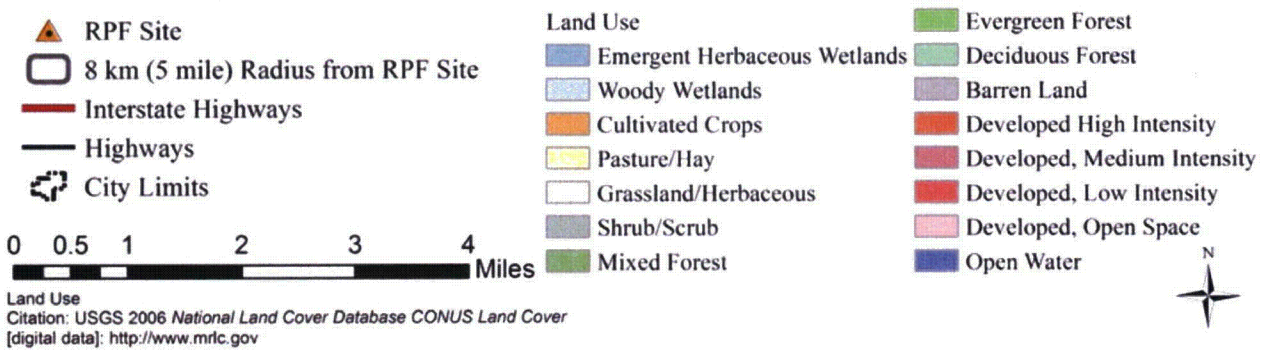 RPF Site
8 km (5 mile) Radius from RPF Site
Interstate Highways
Highways
City Limits
0 0.5 1 2 3 4
Miles
Land Use
Citation: USGS 2006 National Land Cover Database CONUS Land Cover
[digital data]: http://www.mrlc.gov
Land Use
Emergent Herbaceous Wetlands
Woody Wetlands
Cultivated Crops
Pasture/Hay
Grassland/Herbaceous
Shrub/Scrub
Mixed Forest
Evergreen Forest
Deciduous Forest
Barren Land
Developed High Intensity
Developed, Medium Intensity
Developed, Low Intensity
Developed, Open Space
Open Water
N